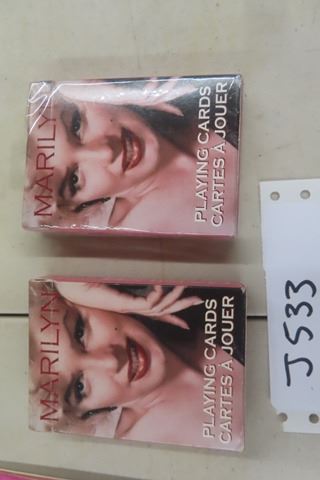 MARILYN
PLAYING CARDS
CARTES À JOUER
MARILYN
PLAYING CARDS
CARTES À JOUER
J533